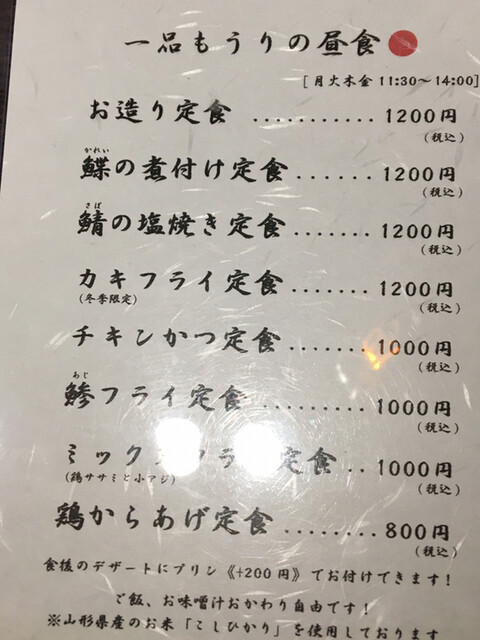 一品もうりの昼食
[月火木金 11:30～14:00]
お造り定食 ........... 1200円
(税込)
かれい
鰈の煮付け定食 ....... 1200円
(税込)
さば
鯖の塩焼き定食 ....... 1200円
(税込)
カキフライ定食 ....... 1200円
(冬季限定) (税込)
チキンかつ定食 ....... 1000円
(税込)
あじ
鯵フライ定食 ......... 1000円
(税込)
ミックスフライ定食 .. 1000円
(鶏ササミと小アジ) (税込)
鶏からあげ定食 ........ 800円
(税込)
食後のデザートにプリン《+200円》でお付けできます！
ご飯、お味噌汁おかわり自由です！
※山形県産のお米「こしひかり」を使用しております